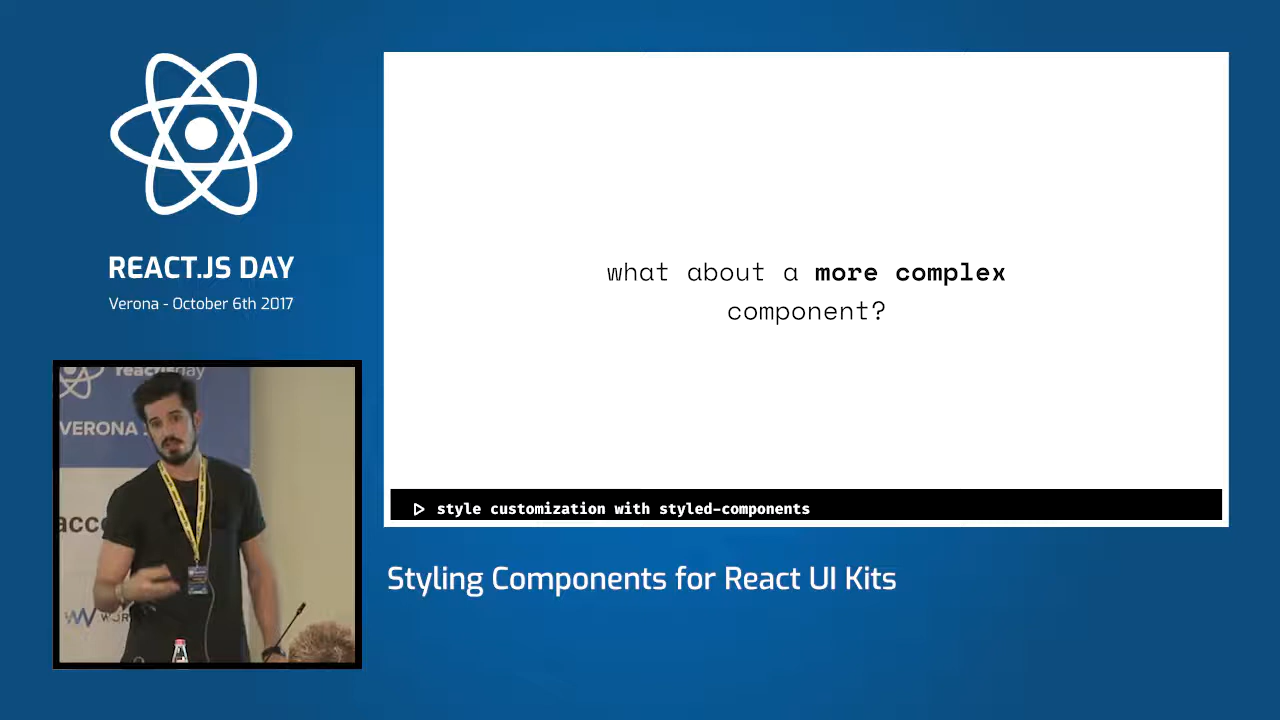 REACT.JS DAY
Verona - October 6th 2017
what about a more complex
component?
style customization with styled-components
Styling Components for React UI Kits
reactjsday
VERONA